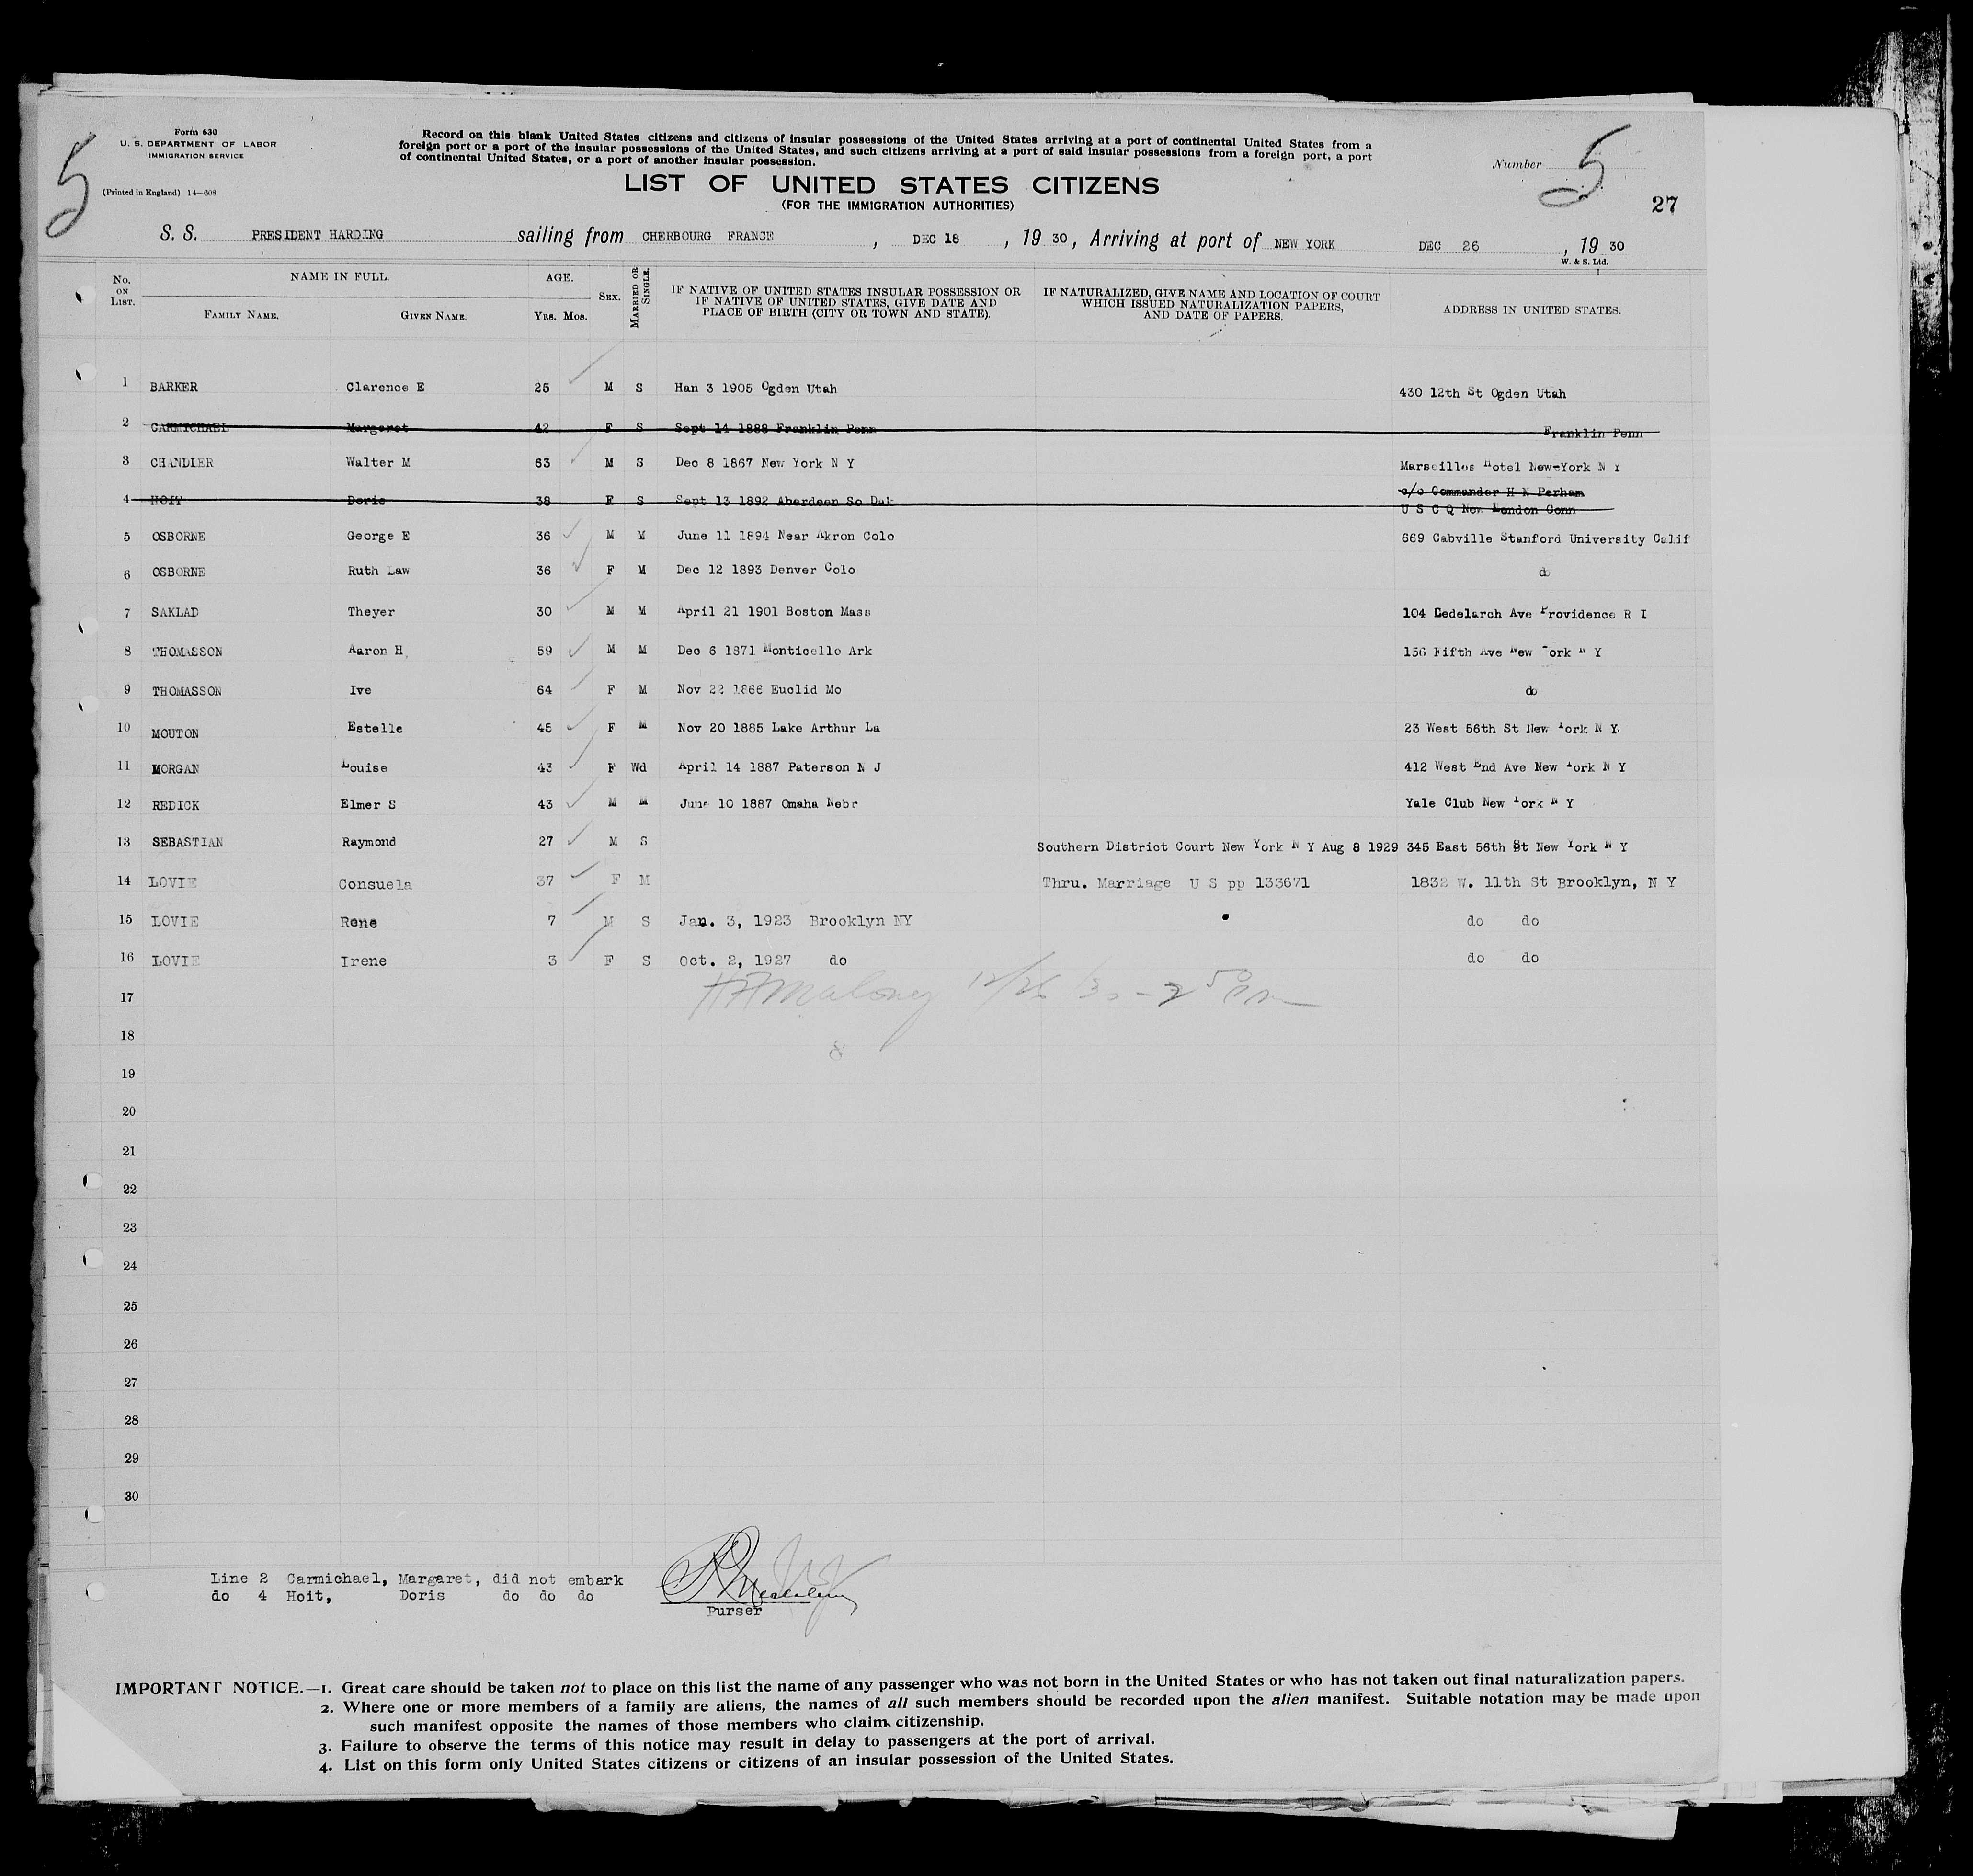 Form 630
U. S. DEPARTMENT OF LABOR
IMMIGRATION SERVICE
(Printed in England) 14—608
5
Record on this blank United States citizens and citizens of insular possessions of the United States arriving at a port of continental United States from a
foreign port or a port of the insular possessions of the United States, and such citizens arriving at a port of said insular possessions from a foreign port, a port
of continental United States, or a port of another insular possession.
Number 5
27
LIST OF UNITED STATES CITIZENS
(FOR THE IMMIGRATION AUTHORITIES)
S. S. PRESIDENT HARDING sailing from CHERBOURG FRANCE, DEC 18, 19 30, Arriving at port of NEW YORK DEC 26, 19 30
W. & S. Ltd.
No. ON LIST. NAME IN FULL. FAMILY NAME. GIVEN NAME. AGE. Yrs. Mos. SEX. MARRIED OR SINGLE. IF NATIVE OF UNITED STATES INSULAR POSSESSION OR IF NATIVE OF UNITED STATES, GIVE DATE AND PLACE OF BIRTH (CITY OR TOWN AND STATE). IF NATURALIZED, GIVE NAME AND LOCATION OF COURT WHICH ISSUED NATURALIZATION PAPERS, AND DATE OF PAPERS. ADDRESS IN UNITED STATES.
1 BARKER Clarence E 25 M S Han 3 1905 Ogden Utah 430 12th St Ogden Utah
2 CARMICHAEL Margaret 42 F S Sept 14 1888 Franklin Penn Franklin Penn
3 CHANDLER Walter M 63 M S Dec 8 1867 New York N Y Marseilles Hotel New-York N Y
4 HOIT Doris 38 F S Sept 13 1892 Aberdeen So Dak c/o Commander H N Perham
U S C Q New London Conn
5 OSBORNE George E 36 M M June 11 1894 Near Akron Colo 669 Cabville Stanford University Calif
6 OSBORNE Ruth Law 36 F M Dec 12 1893 Denver Colo do
7 SAKLAD Theyer 30 M M April 21 1901 Boston Mass 104 Dedelarch Ave Providence R I
8 THOMASSON Aaron H 59 M M Dec 6 1871 Monticello Ark 156 Fifth Ave New York N Y
9 THOMASSON Ive 64 F M Nov 22 1866 Euclid Mo do
10 MOUTON Estelle 45 F M Nov 20 1885 Lake Arthur La 23 West 56th St New York N Y.
11 MORGAN Louise 43 F Wd April 14 1887 Paterson N J 412 West End Ave New York N Y
12 REDICK Elmer S 43 M M June 10 1887 Omaha Nebr Yale Club New York N Y
13 SEBASTIAN Raymond 27 M S Southern District Court New York N Y Aug 8 1929 345 East 56th St New York N Y
14 LOVIE Consuela 37 F M Thru. Marriage U S pp 133671 1832 W. 11th St Brooklyn, N Y
15 LOVIE Rene 7 M S Jan. 3, 1923 Brooklyn NY do do
16 LOVIE Irene 3 F S Oct. 2, 1927 do do do
17 HFMaloney 12/26/30
18 8
19
20
21
22
23
24
25
26
27
28
29
30
Line 2 Carmichael, Margaret, did not embark
do 4 Hoit, Doris do do do
Purser
IMPORTANT NOTICE.—1. Great care should be taken not to place on this list the name of any passenger who was not born in the United States or who has not taken out final naturalization papers.
2. Where one or more members of a family are aliens, the names of all such members should be recorded upon the alien manifest. Suitable notation may be made upon
such manifest opposite the names of those members who claim citizenship.
3. Failure to observe the terms of this notice may result in delay to passengers at the port of arrival.
4. List on this form only United States citizens or citizens of an insular possession of the United States.